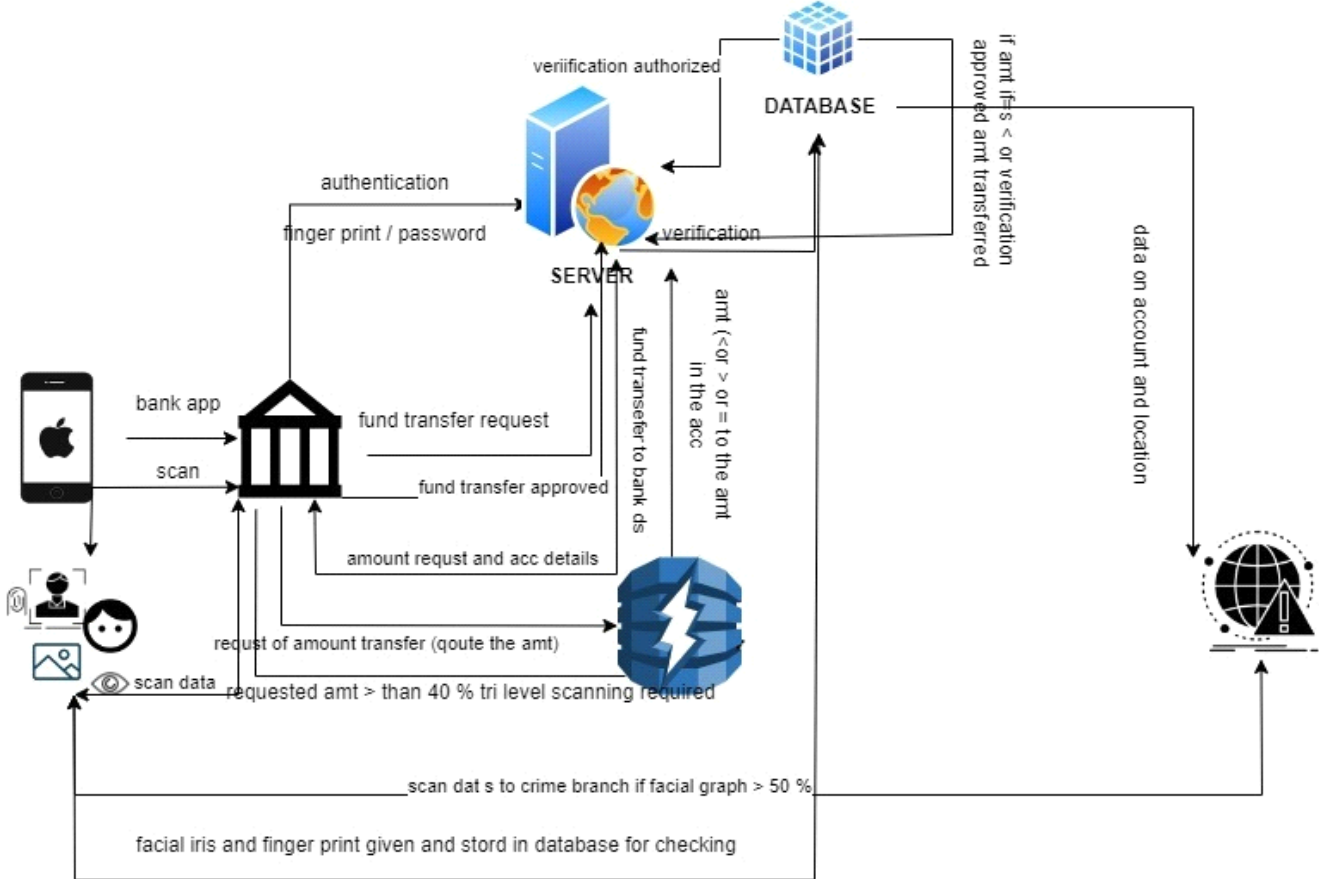 veriification authorized
DATABASE
if amt if=s < or verification
approved amt transferred
authentication
finger print / password
verification
SERVER
data on account and location
amt (<or > or = to the amt
in the acc
fund transefer to bank ds
bank app
fund transfer request
scan
fund transfer approved
amount requst and acc details
requst of amount transfer (qoute the amt)
scan data
requested amt > than 40 % tri level scanning required
scan dat s to crime branch if facial graph > 50 %
facial iris and finger print given and stord in database for checking